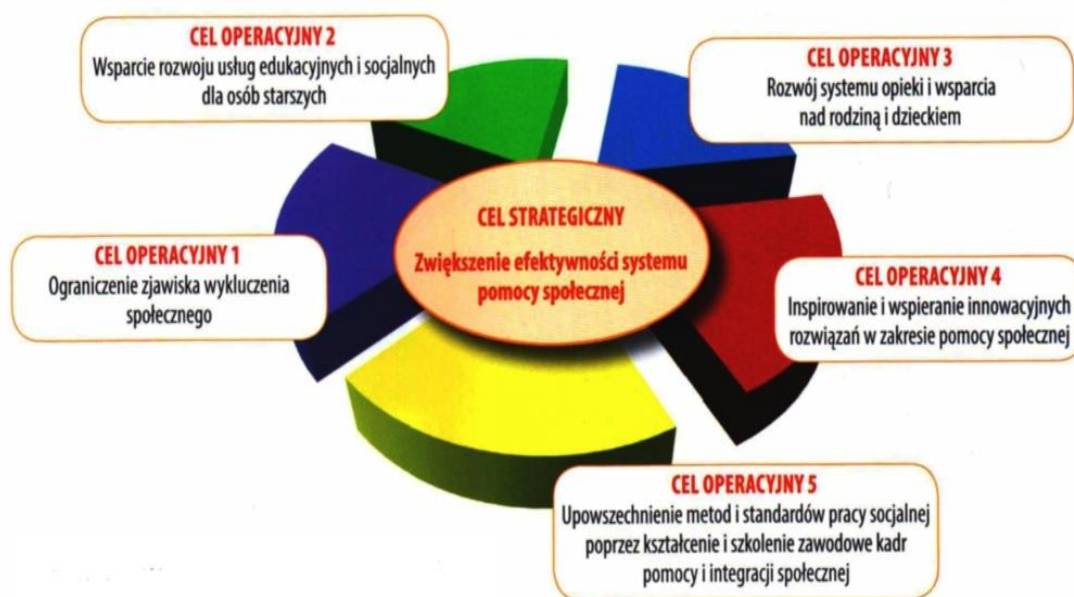 CEL OPERACYJNY 2
Wsparcie rozwoju usług edukacyjnych i socjalnych
dla osób starszych
CEL OPERACYJNY 3
Rozwój systemu opieki i wsparcia
nad rodziną i dzieckiem
CEL STRATEGICZNY
Zwiększenie efektywności systemu
pomocy społecznej
CEL OPERACYJNY 1
Ograniczenie zjawiska wykluczenia
społecznego
CEL OPERACYJNY 4
Inspirowanie i wspieranie innowacyjnych
rozwiązań w zakresie pomocy społecznej
CEL OPERACYJNY 5
Upowszechnienie metod i standardów pracy socjalnej
poprzez kształcenie i szkolenie zawodowe kadr
pomocy i integracji społecznej